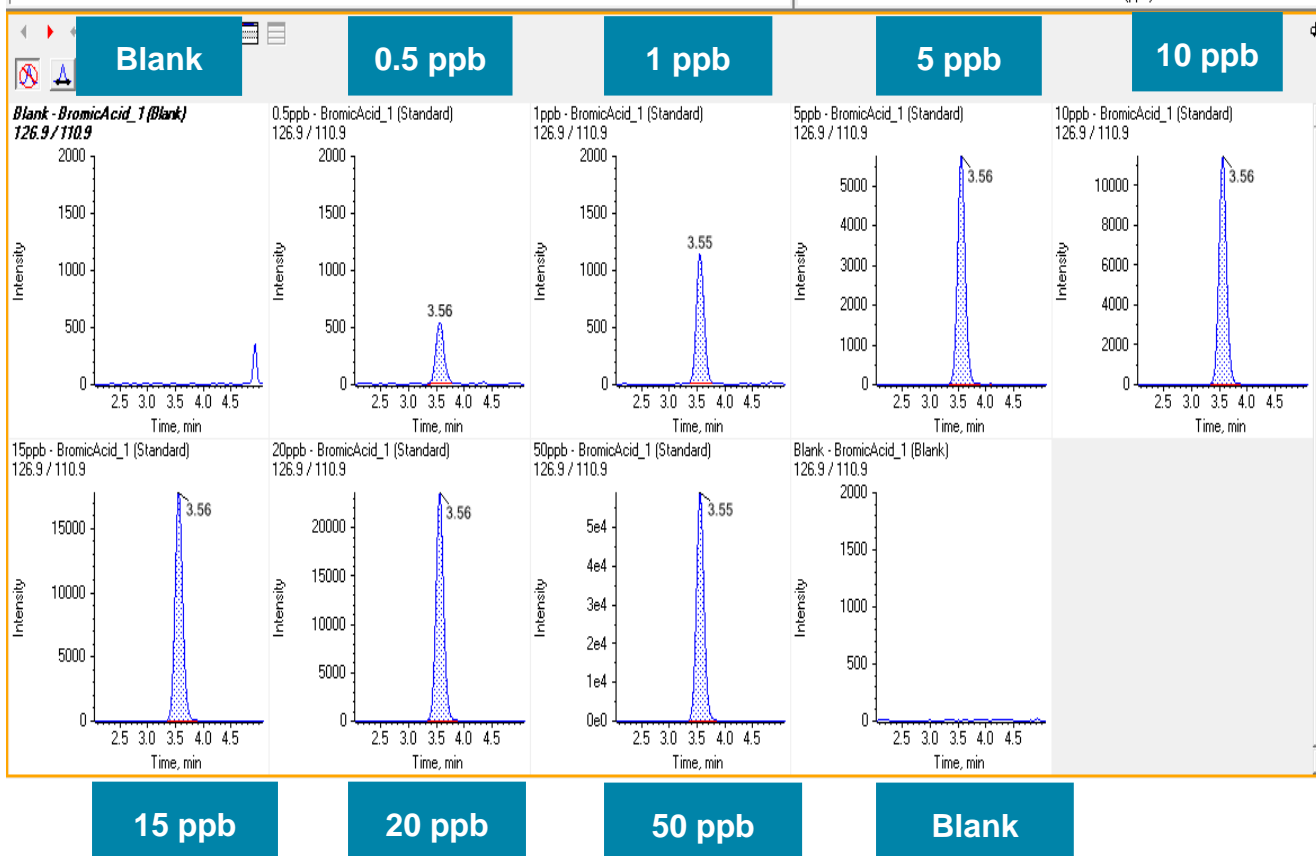 Blank
0.5 ppb
1 ppb
5 ppb
10 ppb
Blank - BromicAcid_1 (Blank)
126.9 / 110.9
2000
1500
1000
500
0
Intensity
2.5 3.0 3.5 4.0 4.5
Time, min
0.5ppb - BromicAcid_1 (Standard)
126.9 / 110.9
2000
1500
1000
500
0
3.56
Intensity
2.5 3.0 3.5 4.0 4.5
Time, min
1ppb - BromicAcid_1 (Standard)
126.9 / 110.9
2000
1500
1000
500
0
3.55
Intensity
2.5 3.0 3.5 4.0 4.5
Time, min
5ppb - BromicAcid_1 (Standard)
126.9 / 110.9
5000
4000
3000
2000
1000
0
3.56
Intensity
2.5 3.0 3.5 4.0 4.5
Time, min
10ppb - BromicAcid_1 (Standard)
126.9 / 110.9
10000
8000
6000
4000
2000
0
3.56
Intensity
2.5 3.0 3.5 4.0 4.5
Time, min
15ppb - BromicAcid_1 (Standard)
126.9 / 110.9
15000
10000
5000
0
3.56
Intensity
2.5 3.0 3.5 4.0 4.5
Time, min
20ppb - BromicAcid_1 (Standard)
126.9 / 110.9
20000
15000
10000
5000
0
3.56
Intensity
2.5 3.0 3.5 4.0 4.5
Time, min
50ppb - BromicAcid_1 (Standard)
126.9 / 110.9
5e4
4e4
3e4
2e4
1e4
0e0
3.55
Intensity
2.5 3.0 3.5 4.0 4.5
Time, min
Blank - BromicAcid_1 (Blank)
126.9 / 110.9
2000
1500
1000
500
0
Intensity
2.5 3.0 3.5 4.0 4.5
Time, min
15 ppb
20 ppb
50 ppb
Blank